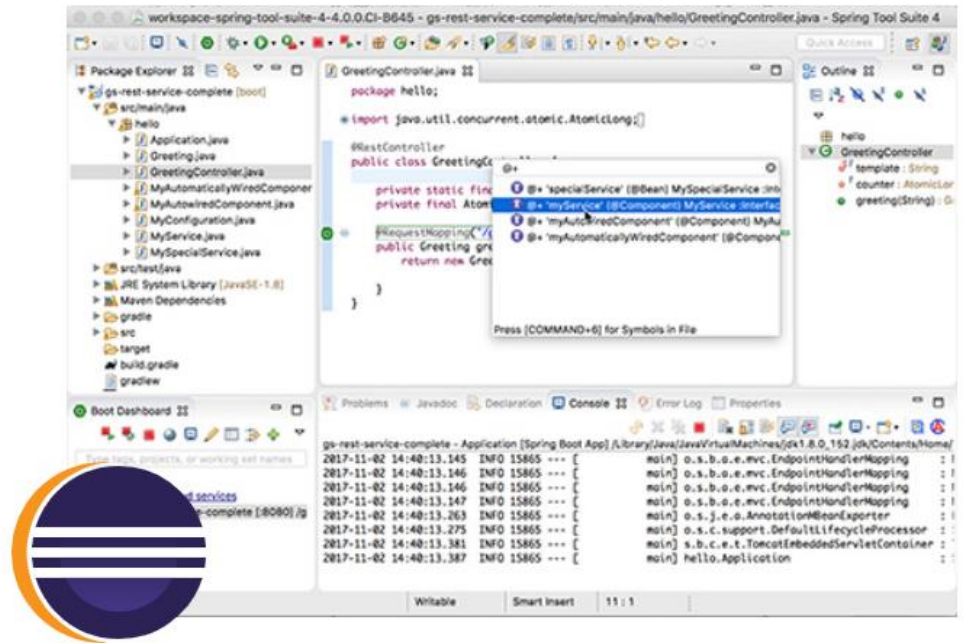 workspace-spring-tool-suite-4-4.0.0.CI-B645 - gs-rest-service-complete/src/main/java/hello/GreetingController.java - Spring Tool Suite 4
Quick Access
Package Explorer
gs-rest-service-complete [boot]
src/main/java
hello
Application.java
Greeting.java
GreetingController.java
MyAutomaticallyWiredComponer
MyAutowiredComponent.java
MyConfiguration.java
MyService.java
MySpecialService.java
src/test/java
JRE System Library [JavaSE-1.8]
Maven Dependencies
gradle
src
target
build.gradle
gradlew
GreetingController.java
package hello;
import java.util.concurrent.atomic.AtomicLong;
@RestController
public class GreetingCo
private static fina
private final Atom
@RequestMapping("/g
public Greeting gre
return new Gree
}
}
@+
@+ 'specialService' (@Bean) MySpecialService :Int
@+ 'myService' (@Component) MyService :Interfac
@+ 'myAutowiredComponent' (@Component) MyAu
@+ 'myAutomaticallyWiredComponent' (@Compone
Press [COMMAND+6] for Symbols in File
Outline
hello
GreetingController
template : String
counter : AtomicLon
greeting(String) : G
Boot Dashboard
Type tags, projects, or working set names
d services
e-complete [:8080] /g
Problems Javadoc Declaration Console Error Log Properties
gs-rest-service-complete - Application [Spring Boot App] /Library/Java/JavaVirtualMachines/jdk1.8.0_152.jdk/Contents/Home/
2017-11-02 14:40:13.145 INFO 15865 --- [ main] o.s.b.a.e.mvc.EndpointHandlerMapping :
2017-11-02 14:40:13.146 INFO 15865 --- [ main] o.s.b.a.e.mvc.EndpointHandlerMapping :
2017-11-02 14:40:13.146 INFO 15865 --- [ main] o.s.b.a.e.mvc.EndpointHandlerMapping :
2017-11-02 14:40:13.147 INFO 15865 --- [ main] o.s.b.a.e.mvc.EndpointHandlerMapping :
2017-11-02 14:40:13.263 INFO 15865 --- [ main] o.s.j.e.a.AnnotationMBeanExporter :
2017-11-02 14:40:13.275 INFO 15865 --- [ main] o.s.c.support.DefaultLifecycleProcessor :
2017-11-02 14:40:13.381 INFO 15865 --- [ main] s.b.c.e.t.TomcatEmbeddedServletContainer :
2017-11-02 14:40:13.387 INFO 15865 --- [ main] hello.Application :
Writable Smart Insert 11 : 1